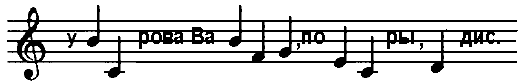 у рова Ва ,по ры, дис.